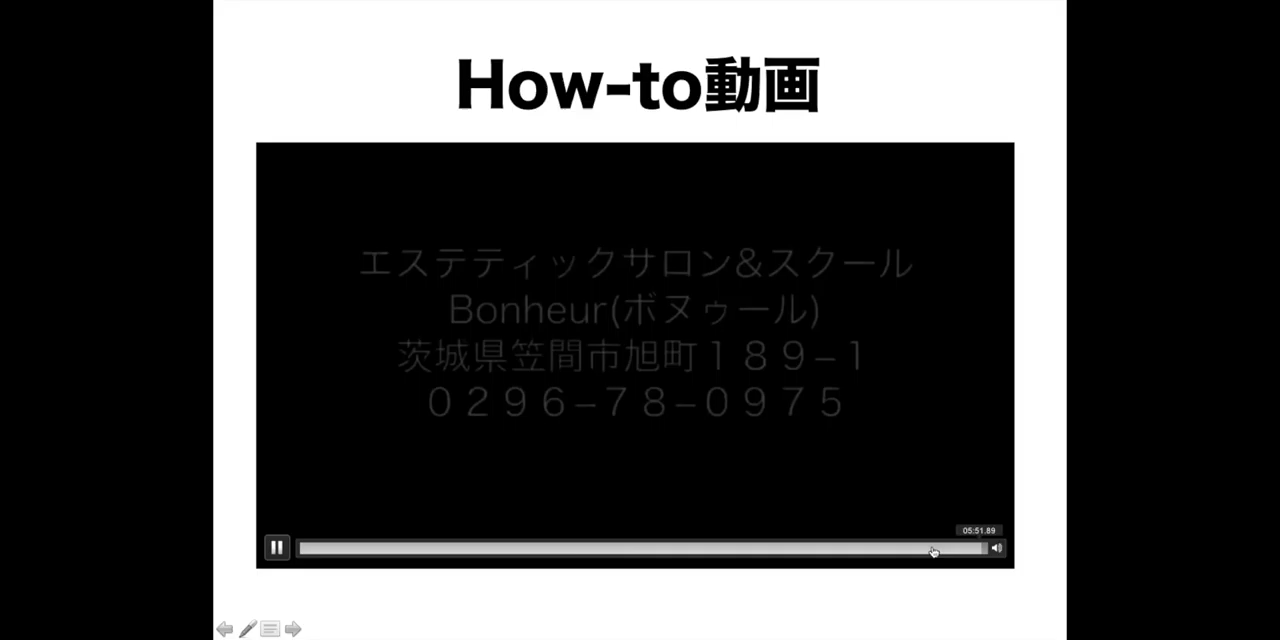 How-to動画
エステティックサロン&スクール
Bonheur(ボヌゥール)
茨城県笠間市旭町１８９−１
０２９６−７８−０９７５
05:51.89